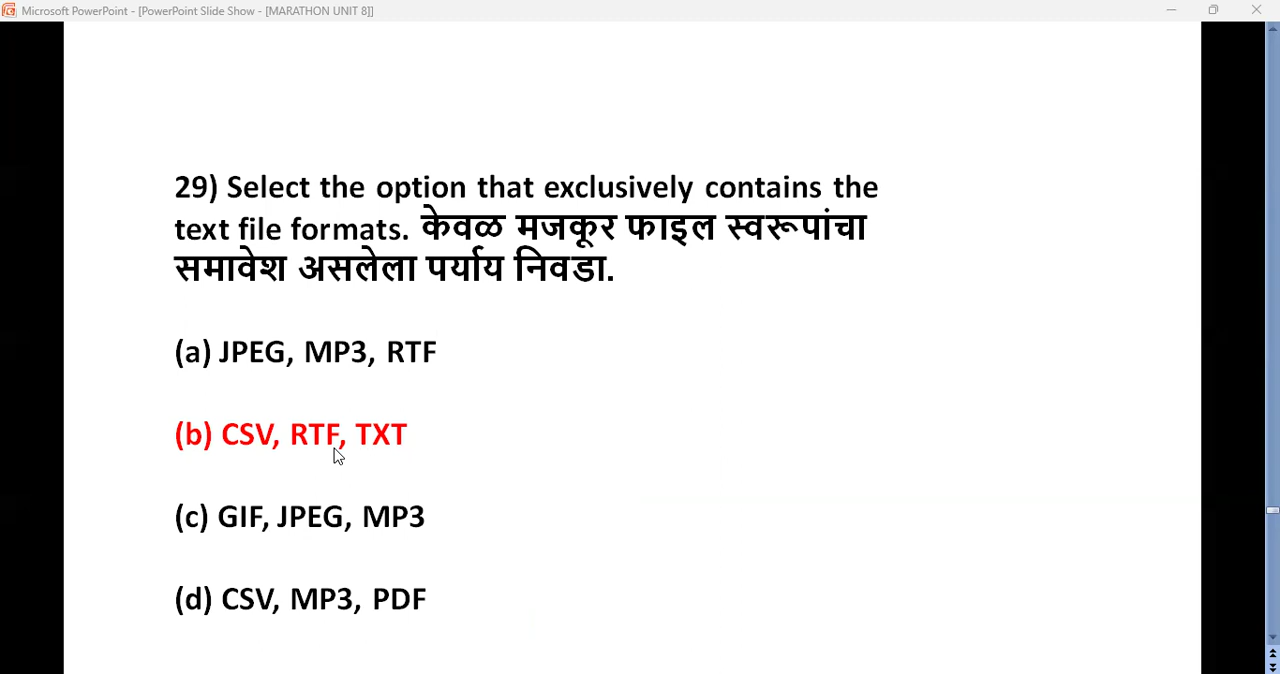 Microsoft PowerPoint - [PowerPoint Slide Show - [MARATHON UNIT 8]]
29) Select the option that exclusively contains the
text file formats. केवळ मजकूर फाइल स्वरूपांचा
समावेश असलेला पर्याय निवडा.
(a) JPEG, MP3, RTF
(b) CSV, RTF, TXT
(c) GIF, JPEG, MP3
(d) CSV, MP3, PDF